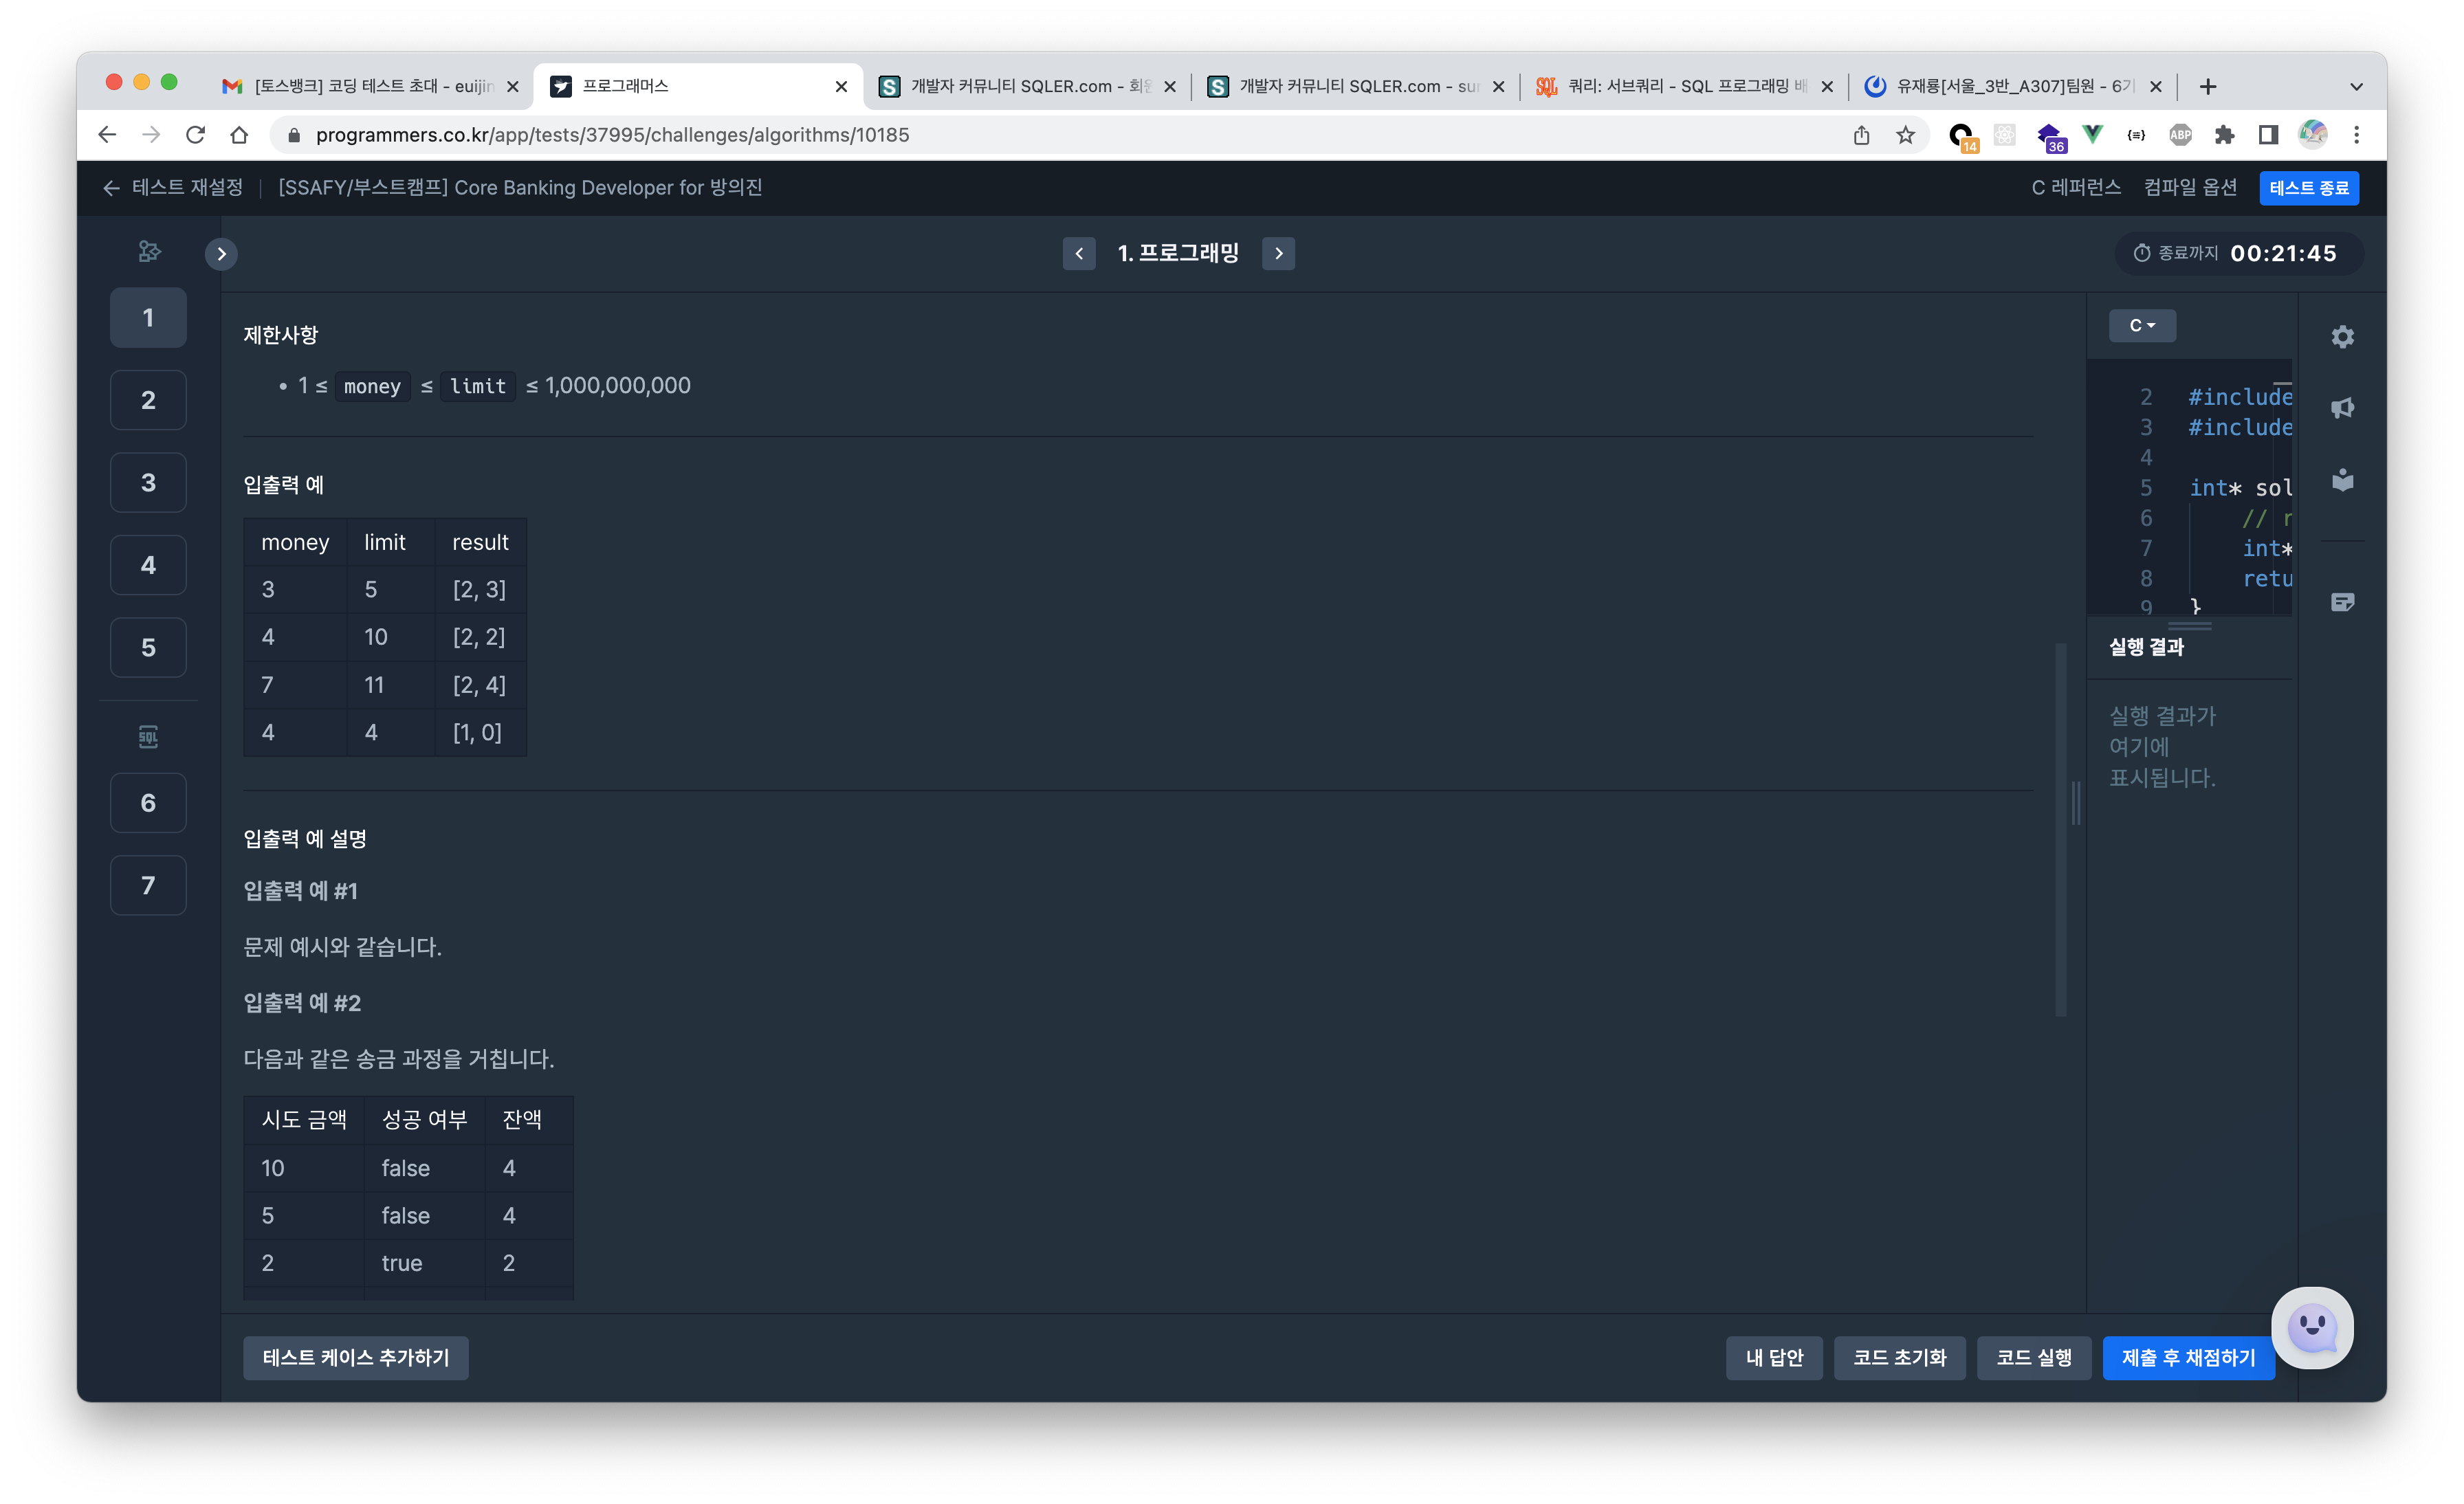 [토스뱅크] 코딩 테스트 초대 - euijin
프로그래머스
개발자 커뮤니티 SQLER.com - 회원
개발자 커뮤니티 SQLER.com - sum
쿼리: 서브쿼리 - SQL 프로그래밍 배
유재룡[서울_3반_A307]팀원 - 6기
programmers.co.kr/app/tests/37995/challenges/algorithms/10185
14
36
ABP
테스트 재설정 | [SSAFY/부스트캠프] Core Banking Developer for 방의진
C 레퍼런스 컴파일 옵션 테스트 종료
1. 프로그래밍
종료까지 00:21:45
1
2
3
4
5
SQL
6
7
제한사항
• 1 ≤ money ≤ limit ≤ 1,000,000,000
입출력 예
money limit result
3 5 [2, 3]
4 10 [2, 2]
7 11 [2, 4]
4 4 [1, 0]
입출력 예 설명
입출력 예 #1
문제 예시와 같습니다.
입출력 예 #2
다음과 같은 송금 과정을 거칩니다.
시도 금액 성공 여부 잔액
10 false 4
5 false 4
2 true 2
C
2 #include
3 #include
4
5 int* sol
6 // r
7 int*
8 retu
9 }
실행 결과
실행 결과가
여기에
표시됩니다.
테스트 케이스 추가하기
내 답안 코드 초기화 코드 실행 제출 후 채점하기